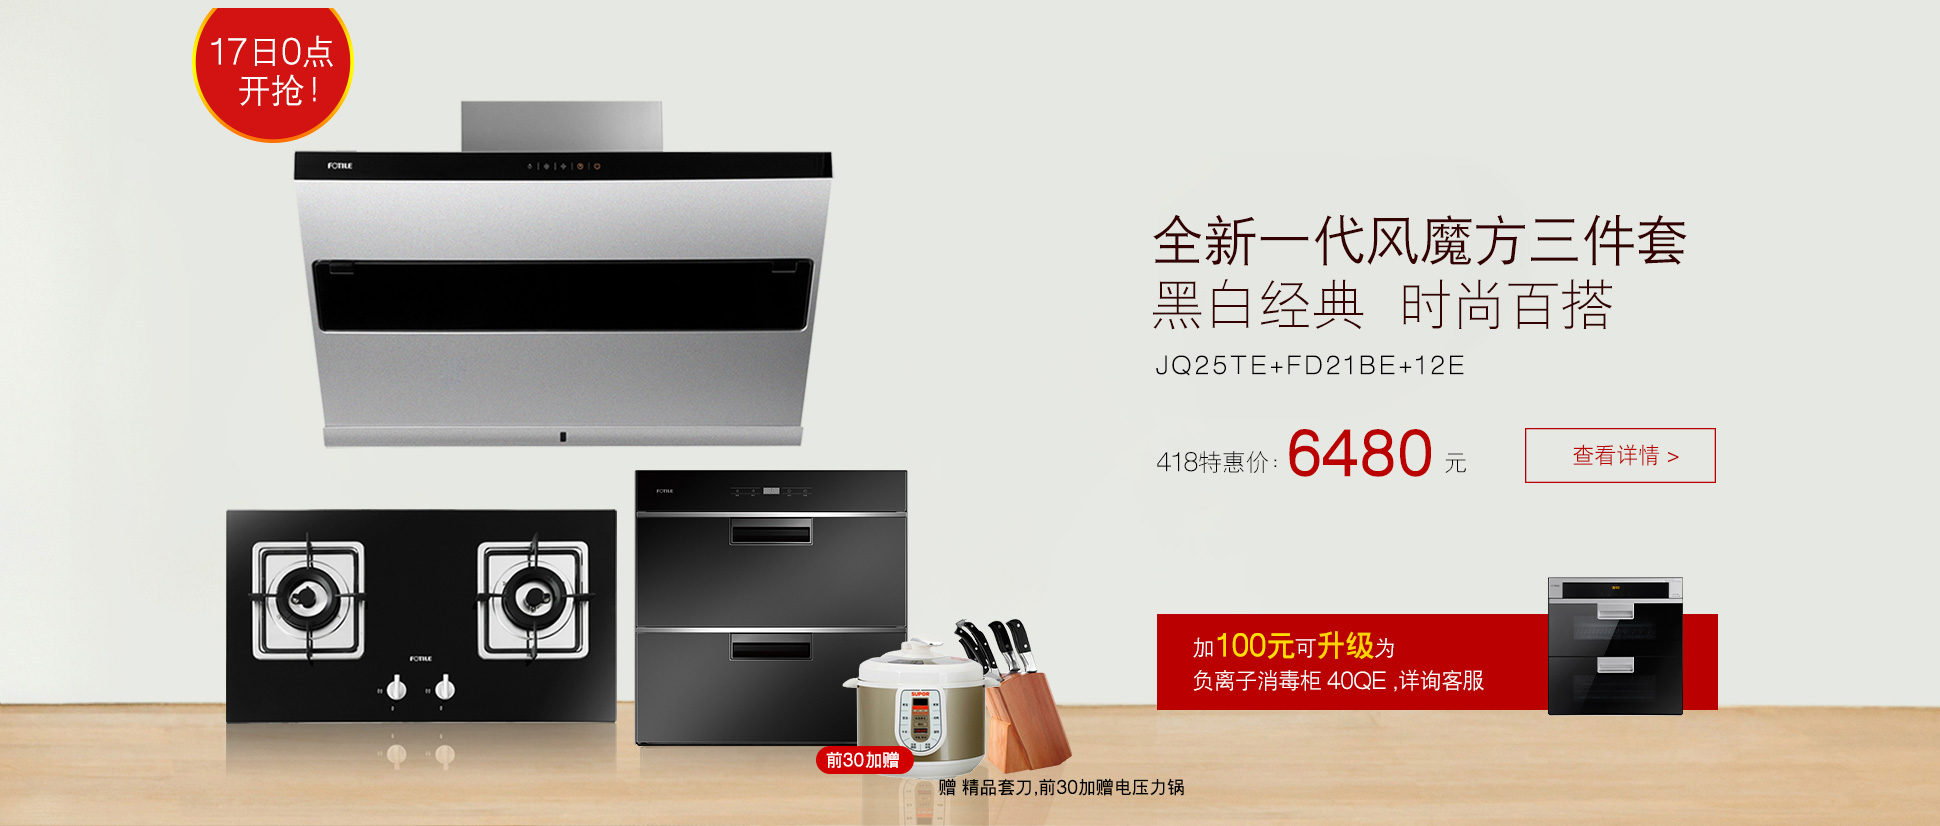 17日0点
开抢!
FOTILE
全新一代风魔方三件套
黑白经典 时尚百搭
JQ25TE+FD21BE+12E
418特惠价: 6480 元
查看详情 >
FOTILE
FOTILE
加100元可升级为
负离子消毒柜 40QE ,详询客服
SUPOR
前30加赠
赠 精品套刀,前30加赠电压力锅